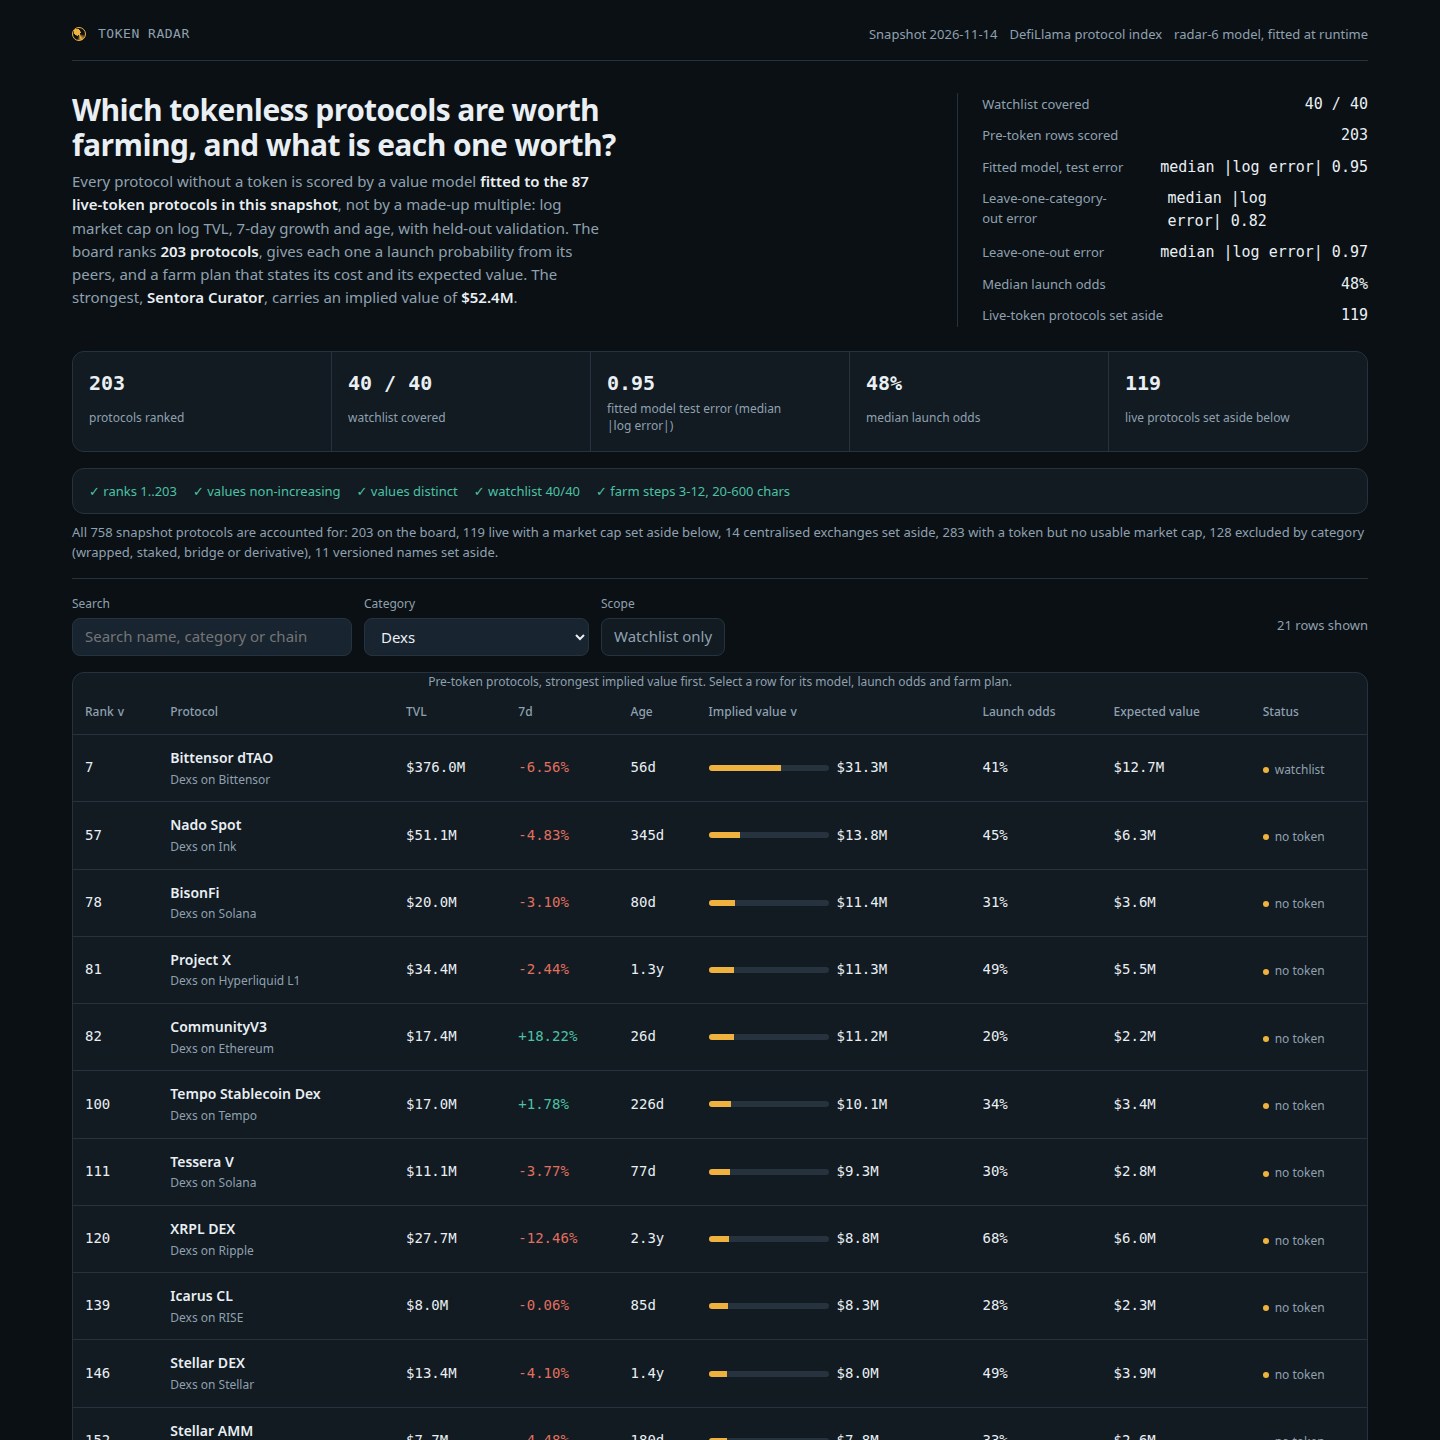 TOKEN RADAR
Snapshot 2026-11-14 DefiLlama protocol index radar-6 model, fitted at runtime
Which tokenless protocols are worth
farming, and what is each one worth?
Every protocol without a token is scored by a value model fitted to the 87
live-token protocols in this snapshot, not by a made-up multiple: log
market cap on log TVL, 7-day growth and age, with held-out validation. The
board ranks 203 protocols, gives each one a launch probability from its
peers, and a farm plan that states its cost and its expected value. The
strongest, Sentora Curator, carries an implied value of $52.4M.
Watchlist covered 40 / 40
Pre-token rows scored 203
Fitted model, test error median |log error| 0.95
Leave-one-category- median |log
out error error| 0.82
Leave-one-out error median |log error| 0.97
Median launch odds 48%
Live-token protocols set aside 119
203 40 / 40 0.95 48% 119
protocols ranked watchlist covered fitted model test error (median median launch odds live protocols set aside below
|log error|)
✓ ranks 1..203 ✓ values non-increasing ✓ values distinct ✓ watchlist 40/40 ✓ farm steps 3-12, 20-600 chars
All 758 snapshot protocols are accounted for: 203 on the board, 119 live with a market cap set aside below, 14 centralised exchanges set aside, 283 with a token but no usable market cap, 128 excluded by category
(wrapped, staked, bridge or derivative), 11 versioned names set aside.
Search Category Scope
Search name, category or chain Dexs Watchlist only 21 rows shown
Pre-token protocols, strongest implied value first. Select a row for its model, launch odds and farm plan.
Rank v Protocol TVL 7d Age Implied value v Launch odds Expected value Status
7 Bittensor dTAO $376.0M -6.56% 56d $31.3M 41% $12.7M watchlist
Dexs on Bittensor
57 Nado Spot $51.1M -4.83% 345d $13.8M 45% $6.3M no token
Dexs on Ink
78 BisonFi $20.0M -3.10% 80d $11.4M 31% $3.6M no token
Dexs on Solana
81 Project X $34.4M -2.44% 1.3y $11.3M 49% $5.5M no token
Dexs on Hyperliquid L1
82 CommunityV3 $17.4M +18.22% 26d $11.2M 20% $2.2M no token
Dexs on Ethereum
100 Tempo Stablecoin Dex $17.0M +1.78% 226d $10.1M 34% $3.4M no token
Dexs on Tempo
111 Tessera V $11.1M -3.77% 77d $9.3M 30% $2.8M no token
Dexs on Solana
120 XRPL DEX $27.7M -12.46% 2.3y $8.8M 68% $6.0M no token
Dexs on Ripple
139 Icarus CL $8.0M -0.06% 85d $8.3M 28% $2.3M no token
Dexs on RISE
146 Stellar DEX $13.4M -4.10% 1.4y $8.0M 49% $3.9M no token
Dexs on Stellar
152 Stellar AMM $7.7M -4.48% 180d $7.8M 33% $2.6M no token